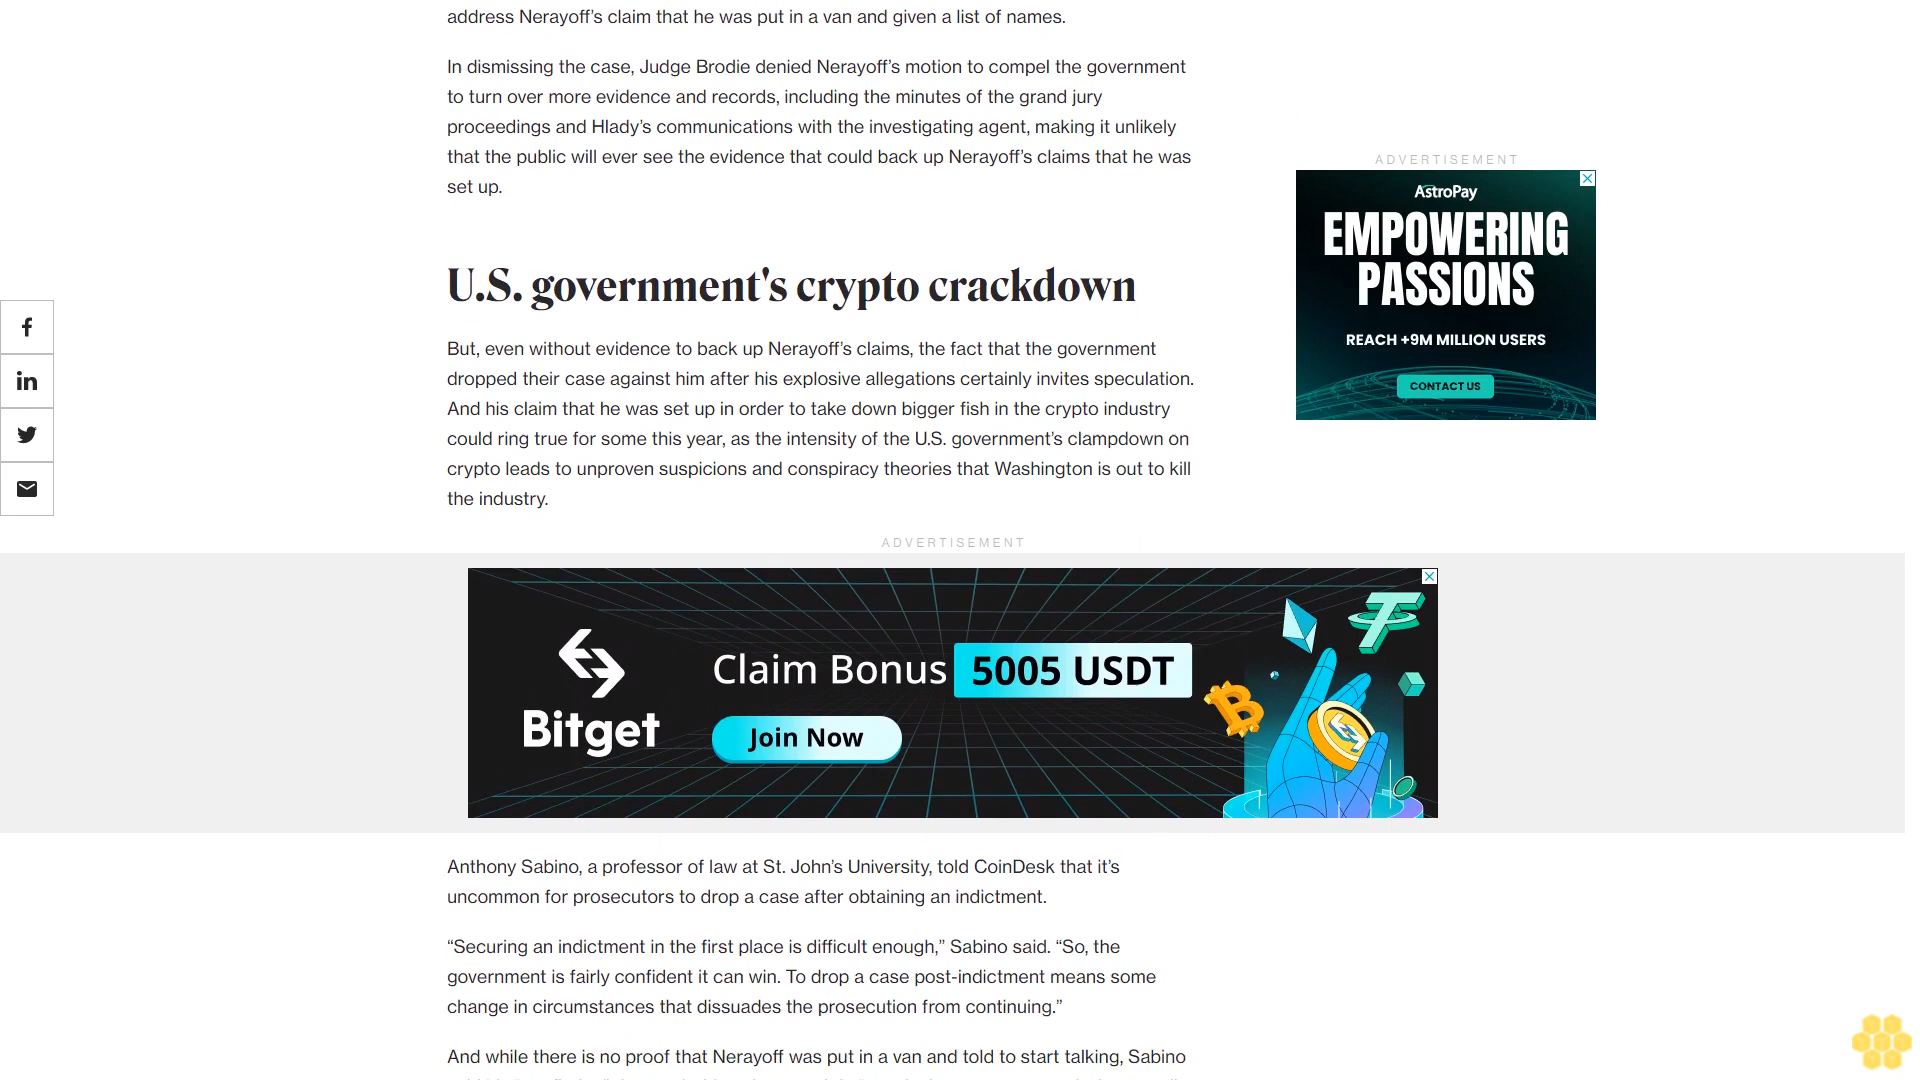 address Nerayoff’s claim that he was put in a van and given a list of names.
In dismissing the case, Judge Brodie denied Nerayoff’s motion to compel the government
to turn over more evidence and records, including the minutes of the grand jury
proceedings and Hlady’s communications with the investigating agent, making it unlikely
that the public will ever see the evidence that could back up Nerayoff’s claims that he was
set up.
ADVERTISEMENT
AstroPay
EMPOWERING
PASSIONS
REACH +9M MILLION USERS
CONTACT US
U.S. government's crypto crackdown
But, even without evidence to back up Nerayoff’s claims, the fact that the government
dropped their case against him after his explosive allegations certainly invites speculation.
And his claim that he was set up in order to take down bigger fish in the crypto industry
could ring true for some this year, as the intensity of the U.S. government’s clampdown on
crypto leads to unproven suspicions and conspiracy theories that Washington is out to kill
the industry.
ADVERTISEMENT
Bitget
Claim Bonus 5005 USDT
Join Now
Anthony Sabino, a professor of law at St. John’s University, told CoinDesk that it’s
uncommon for prosecutors to drop a case after obtaining an indictment.
“Securing an indictment in the first place is difficult enough,” Sabino said. “So, the
government is fairly confident it can win. To drop a case post-indictment means some
change in circumstances that dissuades the prosecution from continuing.”
And while there is no proof that Nerayoff was put in a van and told to start talking, Sabino